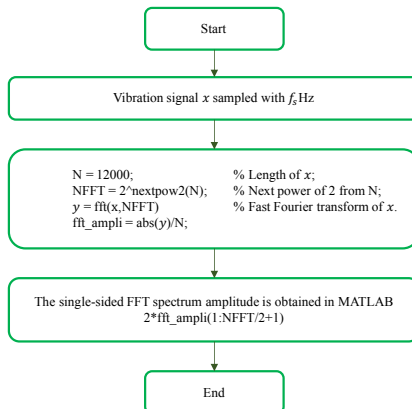 Start
Vibration signal 𝑥 sampled with 𝑓ₛHz
N = 12000; % Length of 𝑥;
NFFT = 2^nextpow2(N); % Next power of 2 from N;
𝑦 = fft(x,NFFT) % Fast Fourier transform of 𝑥.
fft_ampli = abs(𝑦)/N;
The single-sided FFT spectrum amplitude is obtained in MATLAB
2*fft_ampli(1:NFFT/2+1)
End